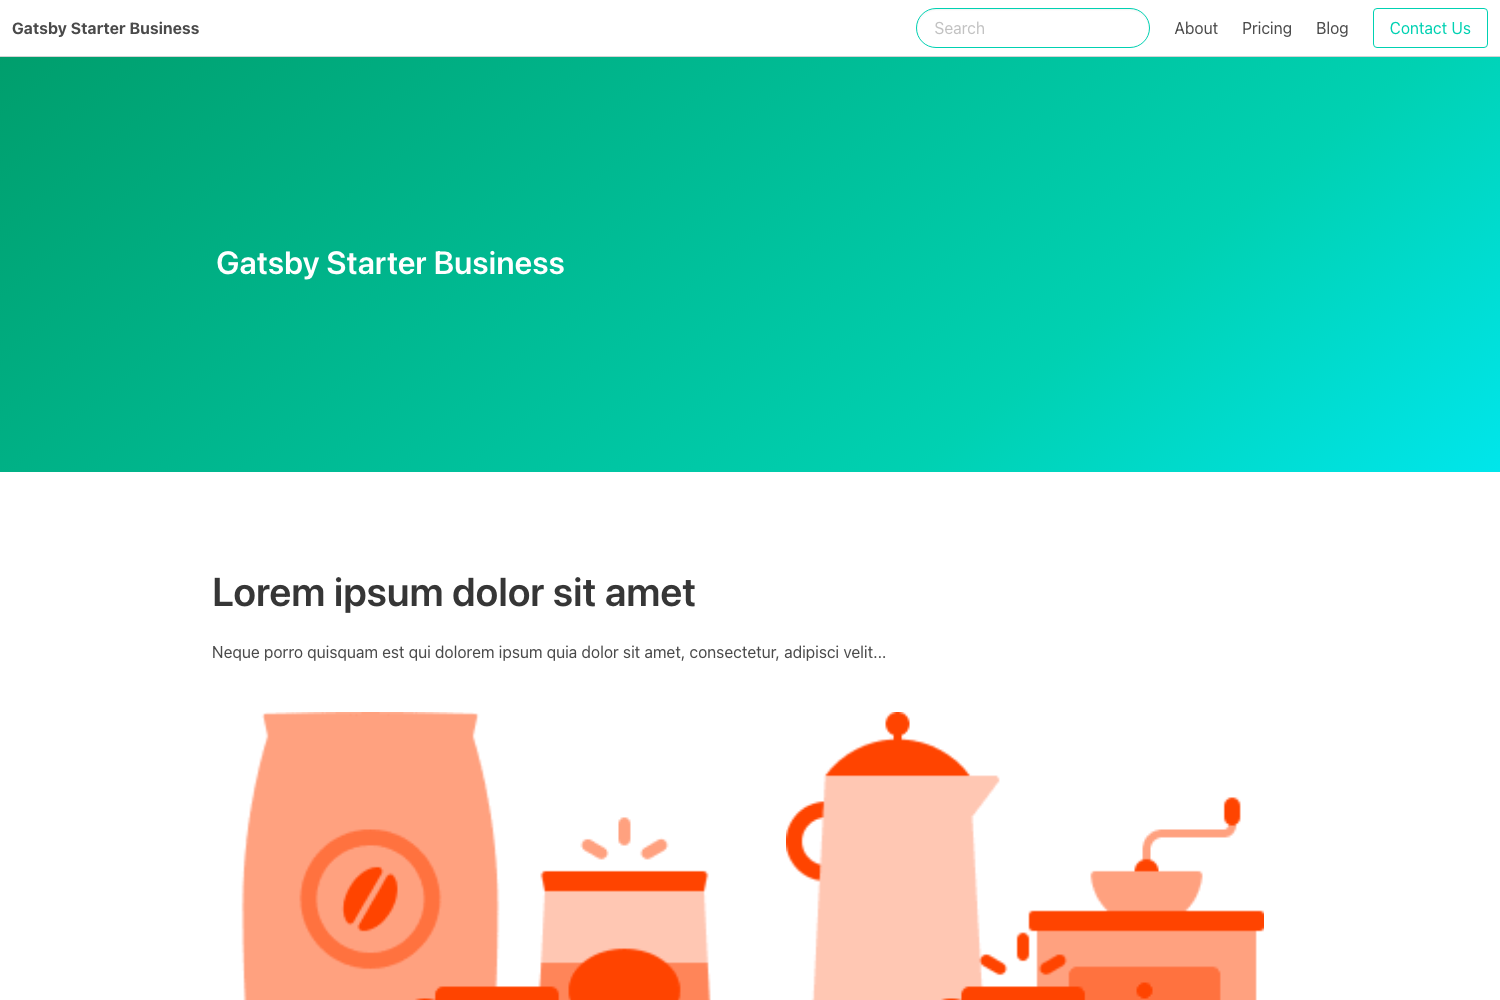 Gatsby Starter Business
Search
About
Pricing
Blog
Contact Us
Gatsby Starter Business
Lorem ipsum dolor sit amet
Neque porro quisquam est qui dolorem ipsum quia dolor sit amet, consectetur, adipisci velit...